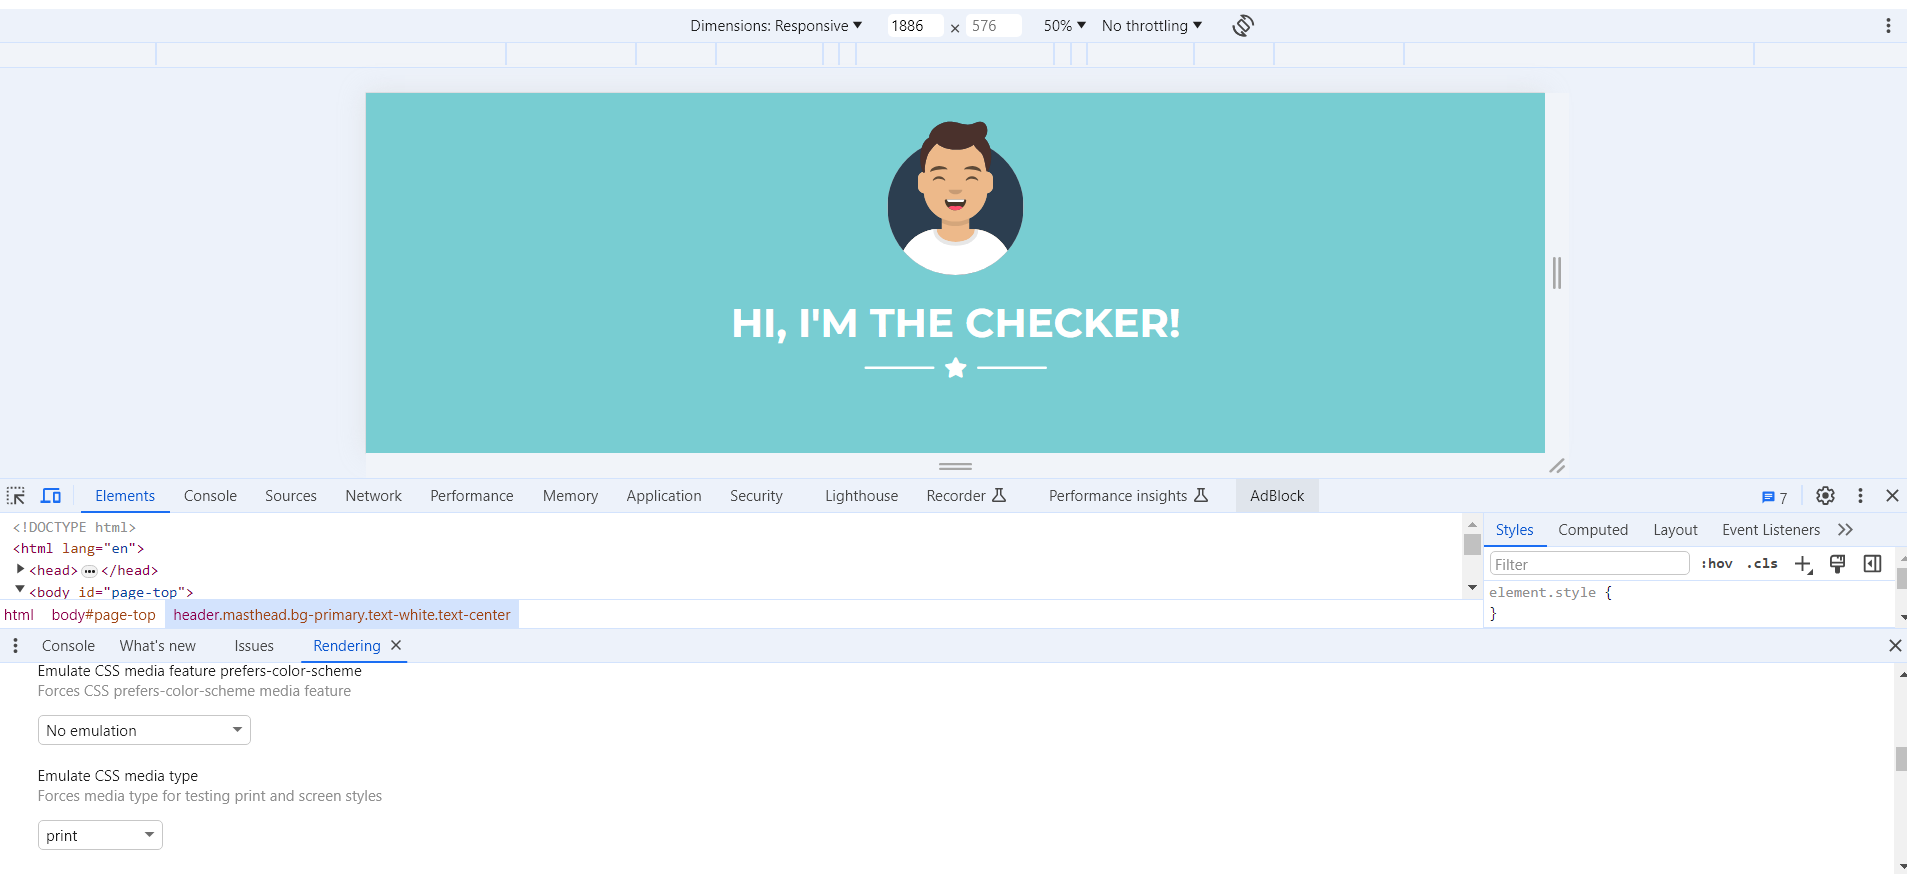 Dimensions: Responsive 1886 × 576 50% No throttling
HI, I'M THE CHECKER!
Elements Console Sources Network Performance Memory Application Security Lighthouse Recorder Performance insights AdBlock 7
<!DOCTYPE html>
<html lang="en">
<head> ••• </head>
<body id="page-top">
html body#page-top header.masthead.bg-primary.text-white.text-center
Styles Computed Layout Event Listeners
Filter :hov .cls
element.style {
}
Console What's new Issues Rendering
Emulate CSS media feature prefers-color-scheme
Forces CSS prefers-color-scheme media feature
No emulation
Emulate CSS media type
Forces media type for testing print and screen styles
print